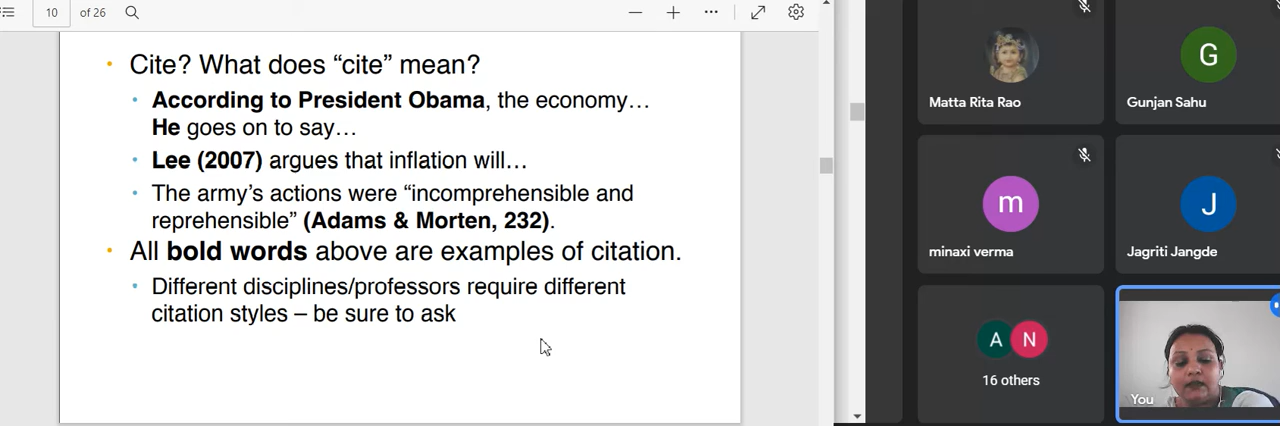 10 of 26
Cite? What does “cite” mean?
According to President Obama, the economy…
He goes on to say…
Lee (2007) argues that inflation will…
The army’s actions were “incomprehensible and
reprehensible” (Adams & Morten, 232).
All bold words above are examples of citation.
Different disciplines/professors require different
citation styles – be sure to ask
Matta Rita Rao
G
Gunjan Sahu
m
minaxi verma
J
Jagriti Jangde
A N
16 others
You